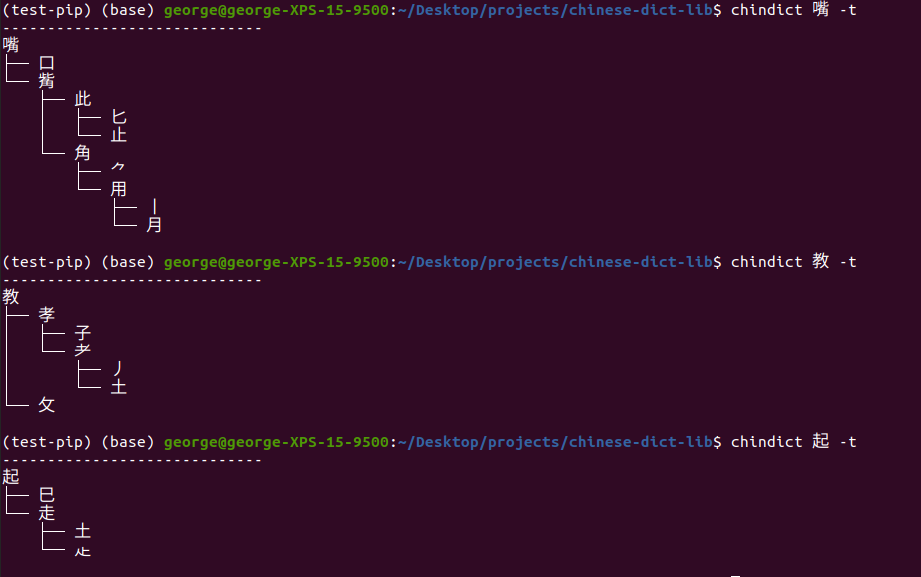 (test-pip) (base) george@george-XPS-15-9500:~/Desktop/projects/chinese-dict-lib$ chindict 嘴 -t
-----------------------------
嘴
├── 口
└── 觜
    ├── 此
    │   ├── 匕
    │   └── 止
    └── 角
        ├── ⺈
        └── 用
            ├── 丨
            └── 月
(test-pip) (base) george@george-XPS-15-9500:~/Desktop/projects/chinese-dict-lib$ chindict 教 -t
-----------------------------
教
├── 孝
│   ├── 子
│   └── 耂
│       ├── 丿
│       └── 土
└── 攵
(test-pip) (base) george@george-XPS-15-9500:~/Desktop/projects/chinese-dict-lib$ chindict 起 -t
-----------------------------
起
├── 巳
└── 走
    ├── 土
    └── 龰